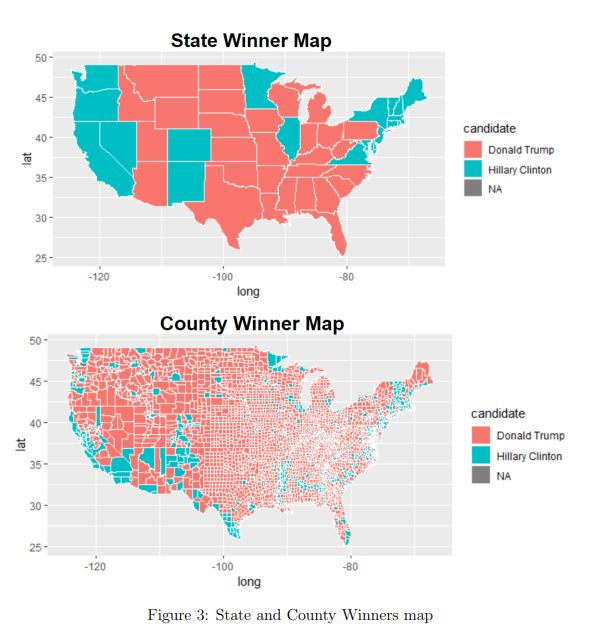 State Winner Map
50
45
40
35
30
25
lat
-120 -100 -80
long
candidate
Donald Trump
Hillary Clinton
NA
County Winner Map
50
45
40
35
30
25
lat
-120 -100 -80
long
candidate
Donald Trump
Hillary Clinton
NA
Figure 3: State and County Winners map